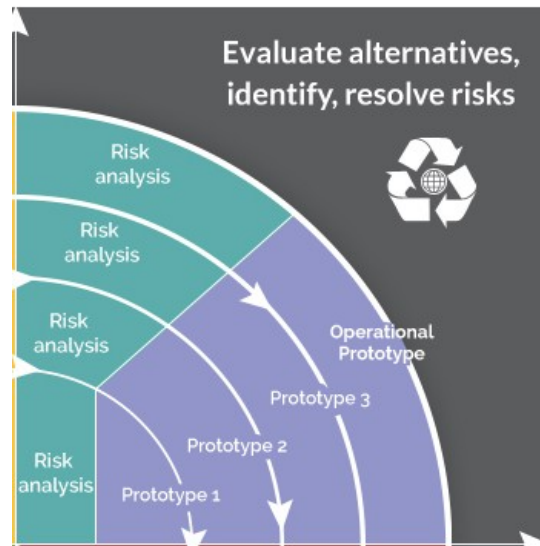 Evaluate alternatives,
identify, resolve risks
Risk
analysis
Risk
analysis
Risk
analysis
Risk
analysis
Operational
Prototype
Prototype 3
Prototype 2
Prototype 1